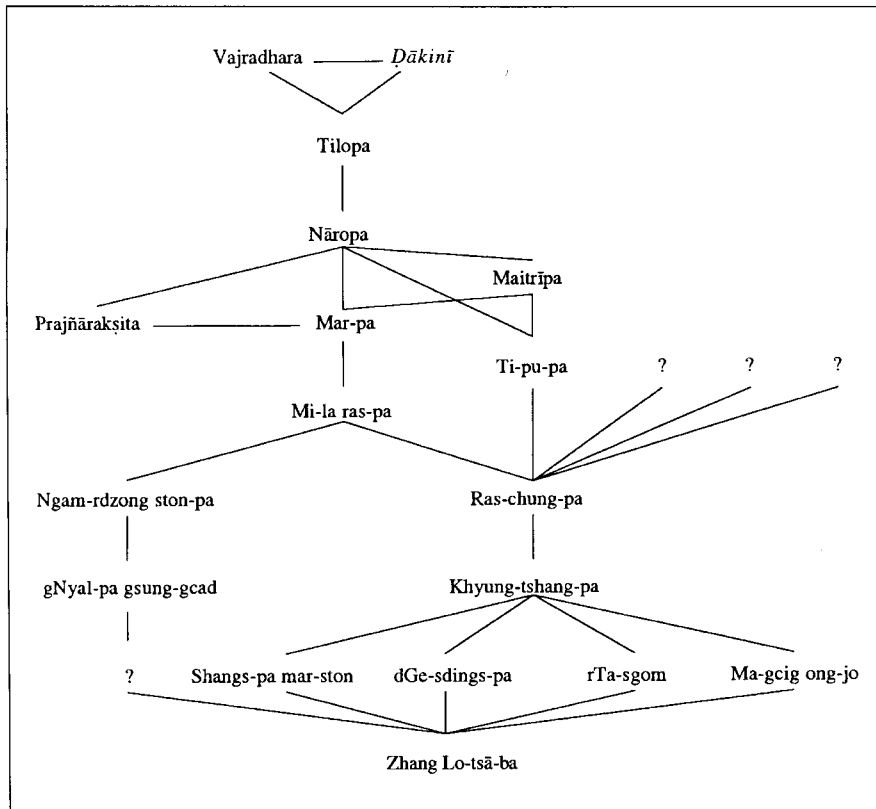 Vajradhara Ḍākinī
Tilopa
Nāropa
Maitrīpa
Prajñārakṣita Mar-pa
Ti-pu-pa ? ? ?
Mi-la ras-pa
Ngam-rdzong ston-pa Ras-chung-pa
gNyal-pa gsung-gcad Khyung-tshang-pa
? Shangs-pa mar-ston dGe-sdings-pa rTa-sgom Ma-gcig ong-jo
Zhang Lo-tsā-ba